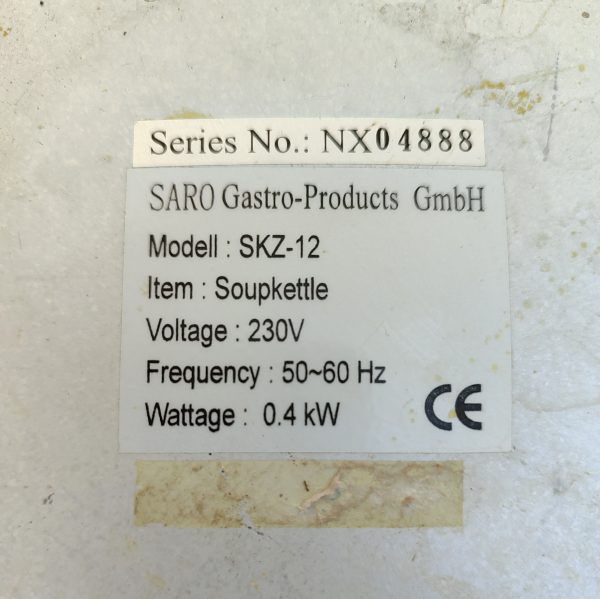 Series No.: NX04888
SARO Gastro-Products GmbH
Modell : SKZ-12
Item : Soupkettle
Voltage : 230V
Frequency : 50~60 Hz
Wattage : 0.4 kW
CE